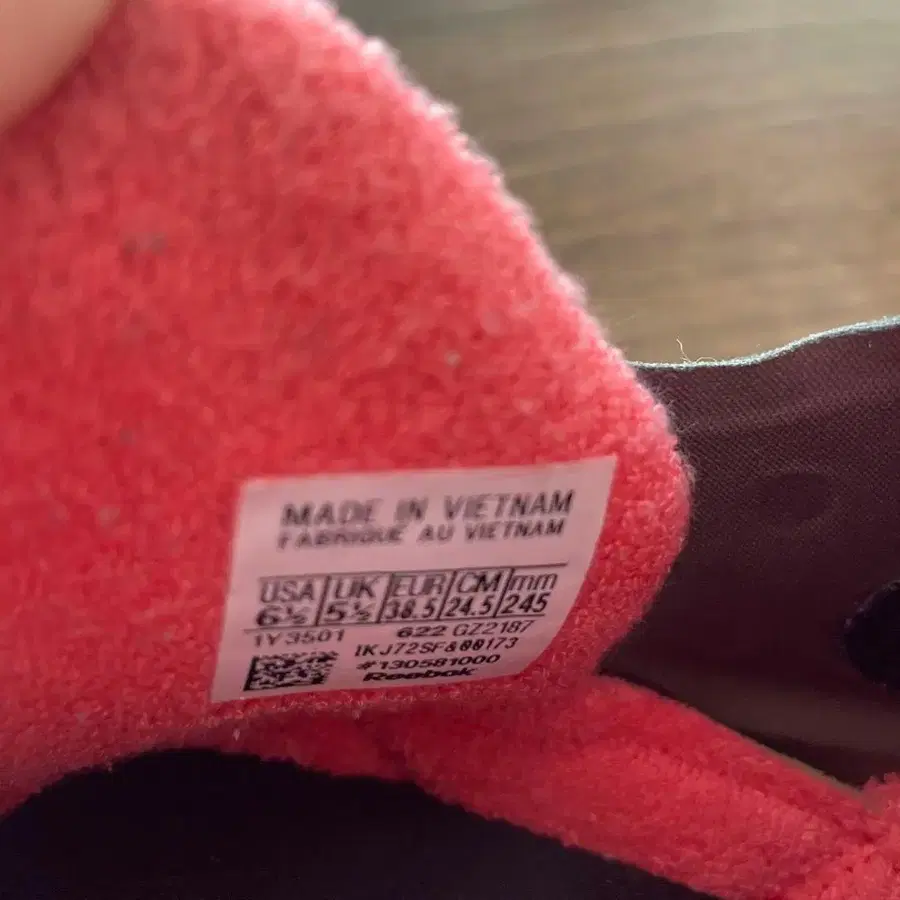 MADE IN VIETNAM
FABRIQUÉ AU VIETNAM
USA UK EUR CM mm
6½ 5½ 38.5 24.5 245
1Y3501 622 GZ2187
IKJ72SF&00173
#130581000
Reebok